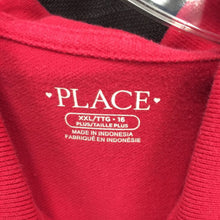 PLACE
XXL/TTG - 16
PLUS/TAILLE PLUS
MADE IN INDONESIA
FABRIQUÉ EN INDONÉSIE